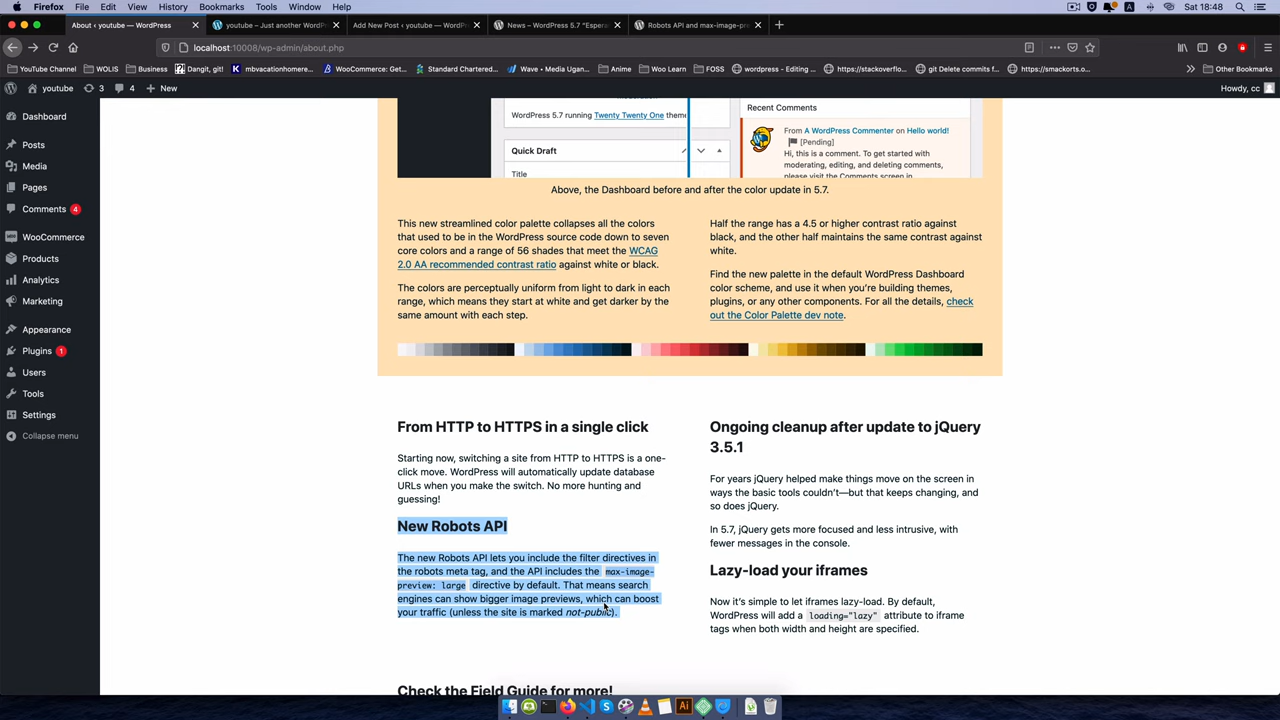 Firefox File Edit View History Bookmarks Tools Window Help
Sat 18:48
About ‹ youtube — WordPress
youtube – Just another WordPr
Add New Post ‹ youtube — WordPr
News – WordPress 5.7 “Espera
Robots API and max-image-pre
localhost:10008/wp-admin/about.php
YouTube Channel WOLIS Business Dangit, git! mbvacationhomere... WooCommerce: Get... Standard Chartered... Wave • Media Ugan... Anime Woo Learn FOSS wordpress - Editing ... https://stackoverflo... git Delete commits f... https://smackorts.o... Other Bookmarks
youtube 3 4 New Howdy, cc
Dashboard
Posts
Media
Pages
Comments 4
WooCommerce
Products
Analytics
Marketing
Appearance
Plugins 1
Users
Tools
Settings
Collapse menu
WordPress 5.7 running Twenty Twenty One theme
Quick Draft
Title
Recent Comments
From A WordPress Commenter on Hello world!
[Pending]
Hi, this is a comment. To get started with
moderating, editing, and deleting comments,
please visit the Comments screen in
Above, the Dashboard before and after the color update in 5.7.
This new streamlined color palette collapses all the colors
that used to be in the WordPress source code down to seven
core colors and a range of 56 shades that meet the WCAG
2.0 AA recommended contrast ratio against white or black.
The colors are perceptually uniform from light to dark in each
range, which means they start at white and get darker by the
same amount with each step.
Half the range has a 4.5 or higher contrast ratio against
black, and the other half maintains the same contrast against
white.
Find the new palette in the default WordPress Dashboard
color scheme, and use it when you’re building themes,
plugins, or any other components. For all the details, check
out the Color Palette dev note.
From HTTP to HTTPS in a single click
Starting now, switching a site from HTTP to HTTPS is a one-
click move. WordPress will automatically update database
URLs when you make the switch. No more hunting and
guessing!
New Robots API
The new Robots API lets you include the filter directives in
the robots meta tag, and the API includes the max-image-
preview: large directive by default. That means search
engines can show bigger image previews, which can boost
your traffic (unless the site is marked not-public).
Ongoing cleanup after update to jQuery
3.5.1
For years jQuery helped make things move on the screen in
ways the basic tools couldn’t—but that keeps changing, and
so does jQuery.
In 5.7, jQuery gets more focused and less intrusive, with
fewer messages in the console.
Lazy-load your iframes
Now it’s simple to let iframes lazy-load. By default,
WordPress will add a loading="lazy" attribute to iframe
tags when both width and height are specified.
Check the Field Guide for more!